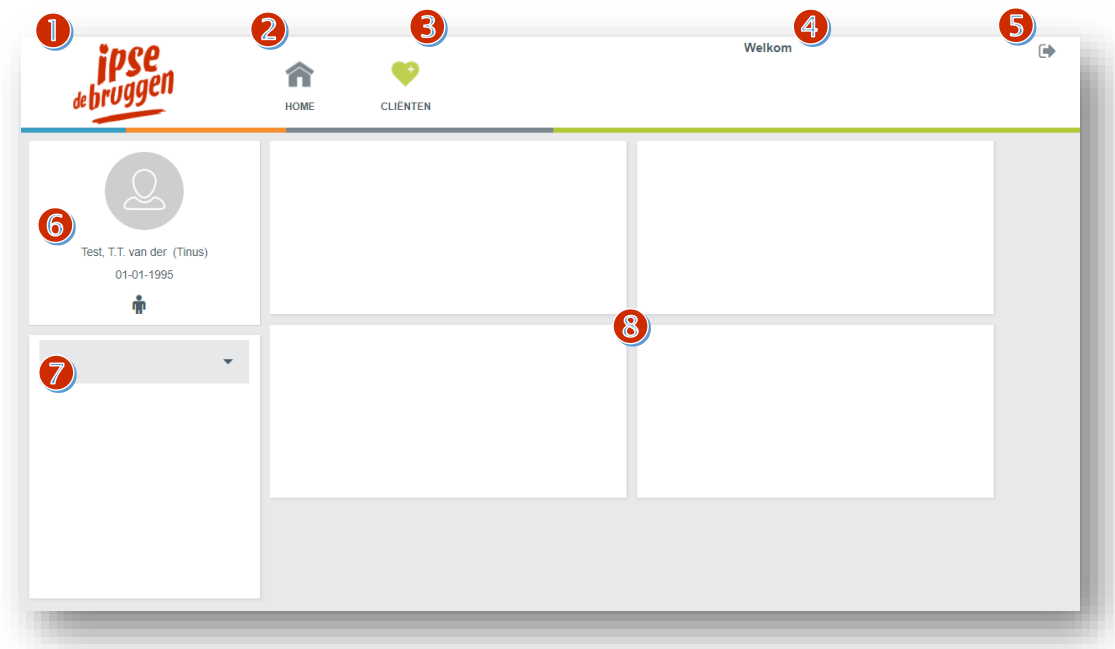 1
2
3
4
5
ipse
de bruggen
HOME
CLIËNTEN
Welkom
6
Test, T.T. van der (Tinus)
01-01-1995
7
8